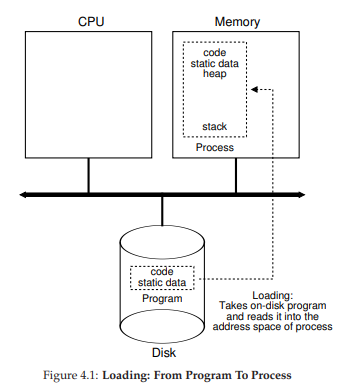 CPU
Memory
code
static data
heap
stack
Process
code
static data
Program
Loading:
Takes on-disk program
and reads it into the
address space of process
Disk
Figure 4.1: Loading: From Program To Process